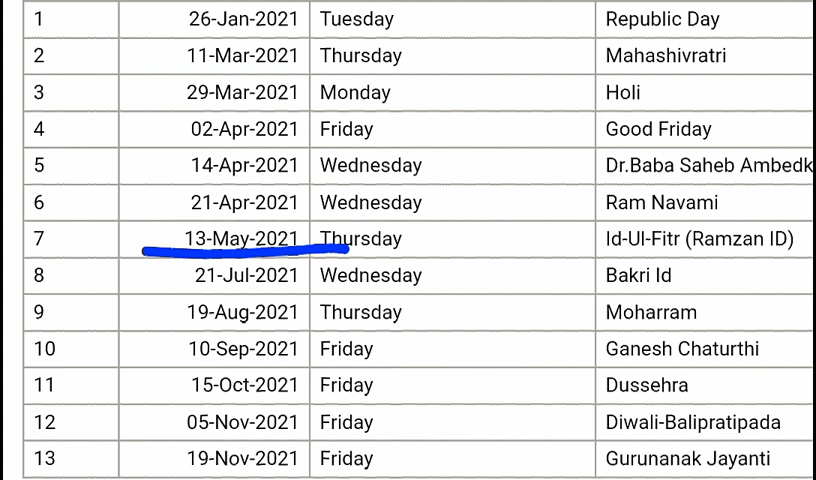 1 26-Jan-2021 Tuesday Republic Day
2 11-Mar-2021 Thursday Mahashivratri
3 29-Mar-2021 Monday Holi
4 02-Apr-2021 Friday Good Friday
5 14-Apr-2021 Wednesday Dr.Baba Saheb Ambedk
6 21-Apr-2021 Wednesday Ram Navami
7 13-May-2021 Thursday Id-Ul-Fitr (Ramzan ID)
8 21-Jul-2021 Wednesday Bakri Id
9 19-Aug-2021 Thursday Moharram
10 10-Sep-2021 Friday Ganesh Chaturthi
11 15-Oct-2021 Friday Dussehra
12 05-Nov-2021 Friday Diwali-Balipratipada
13 19-Nov-2021 Friday Gurunanak Jayanti